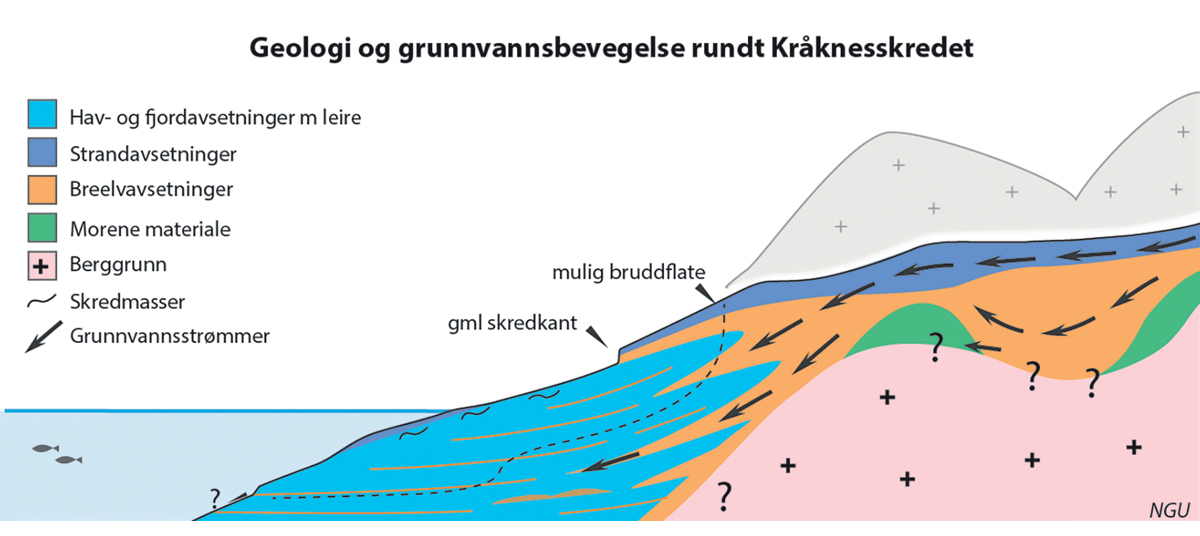 Geologi og grunnvannsbevegelse rundt Kråknesskredet
Hav- og fjordavsetninger m leire
Strandavsetninger
Breelvavsetninger
Morene materiale
Berggrunn
Skredmasser
Grunnvannsstrømmer
mulig bruddflate
gml skredkant
?
?
?
?
?
NGU